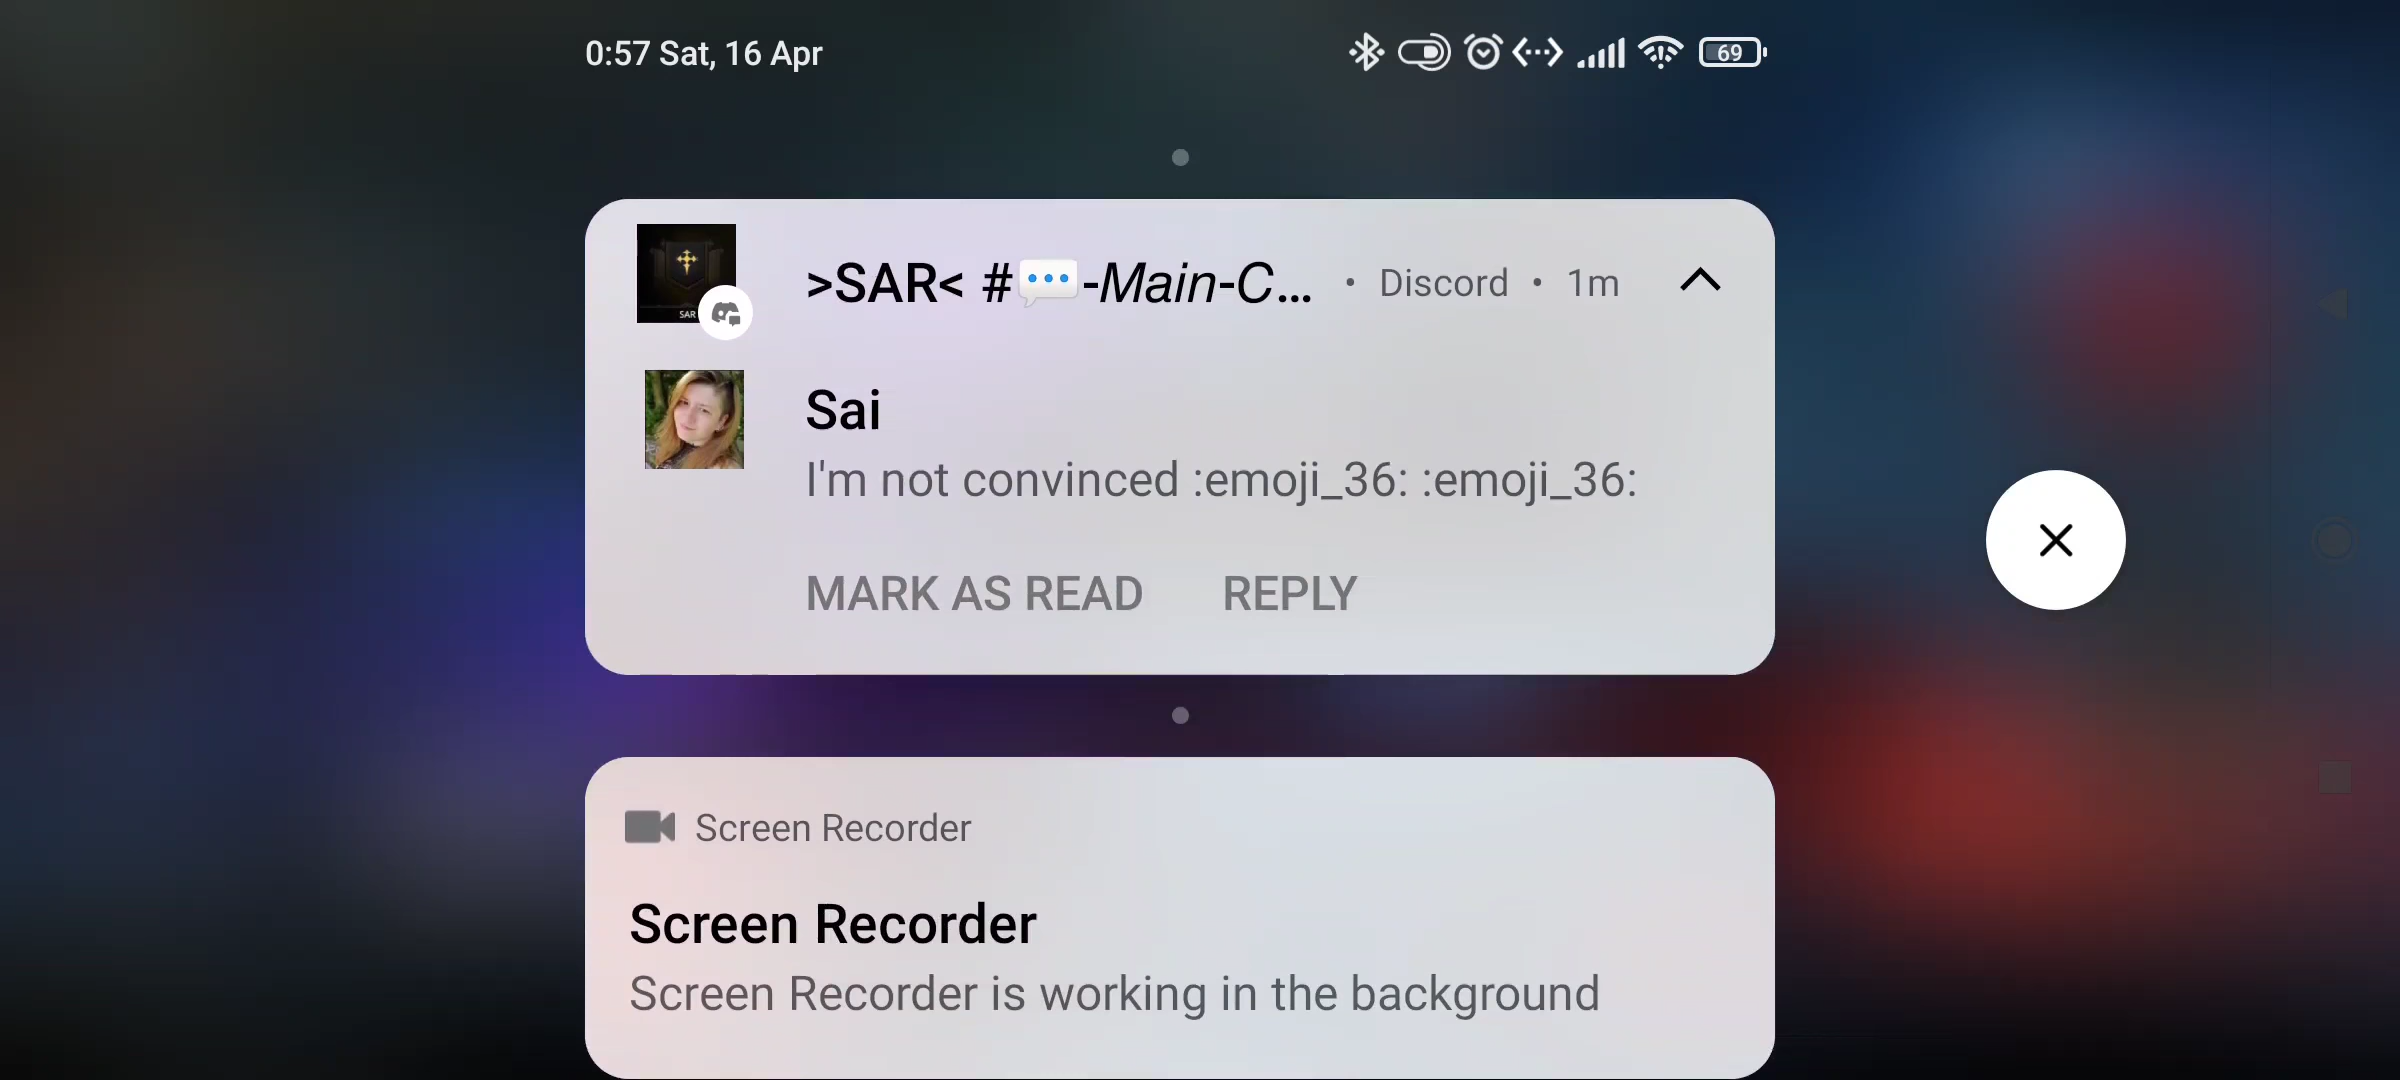 0:57 Sat, 16 Apr
69
>SAR< #💬-Main-C... • Discord • 1m
SAR
Sai
I'm not convinced :emoji_36: :emoji_36:
MARK AS READ REPLY
Screen Recorder
Screen Recorder
Screen Recorder is working in the background